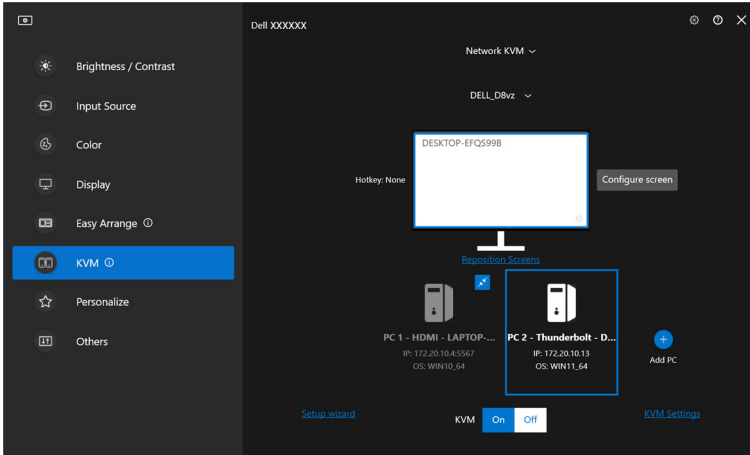 Dell XXXXXX
Brightness / Contrast
Input Source
Color
Display
Easy Arrange
KVM
Personalize
Others
Network KVM
DELL_D8vz
DESKTOP-EFQS99B
Hotkey: None
Configure screen
Reposition Screens
PC 1 - HDMI - LAPTOP-...
IP: 172.20.10.4:5567
OS: WIN10_64
PC 2 - Thunderbolt - D...
IP: 172.20.10.13
OS: WIN11_64
Add PC
Setup wizard
KVM
On
Off
KVM Settings